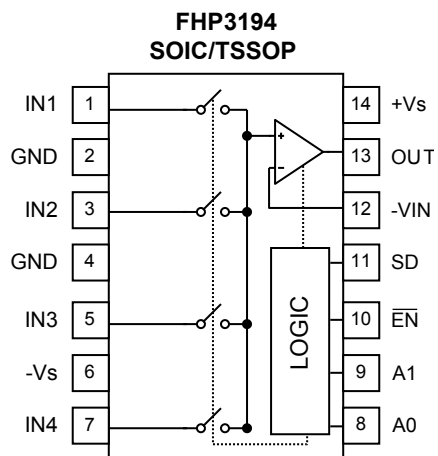 FHP3194
SOIC/TSSOP
IN1 1
GND 2
IN2 3
GND 4
IN3 5
-Vs 6
IN4 7
+
-
LOGIC
14 +Vs
13 OUT
12 -VIN
11 SD
10 E̅N̅
9 A1
8 A0